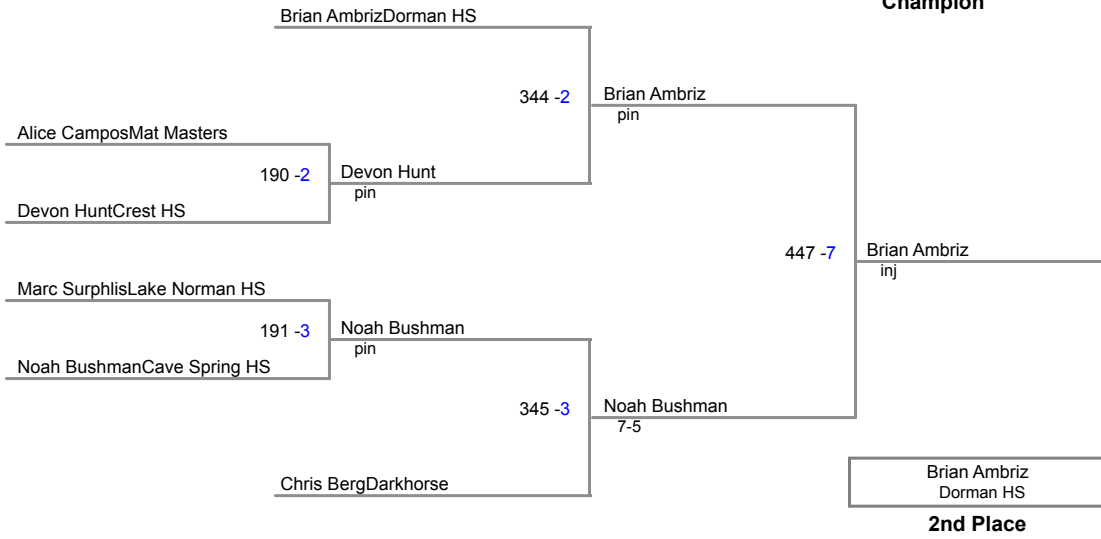 Champion
Brian AmbrizDorman HS
344 -2
Brian Ambriz
pin
Alice CamposMat Masters
190 -2
Devon Hunt
pin
Devon HuntCrest HS
447 -7
Brian Ambriz
inj
Marc SurphlisLake Norman HS
191 -3
Noah Bushman
pin
Noah BushmanCave Spring HS
345 -3
Noah Bushman
7-5
Chris BergDarkhorse
Brian Ambriz
Dorman HS
2nd Place